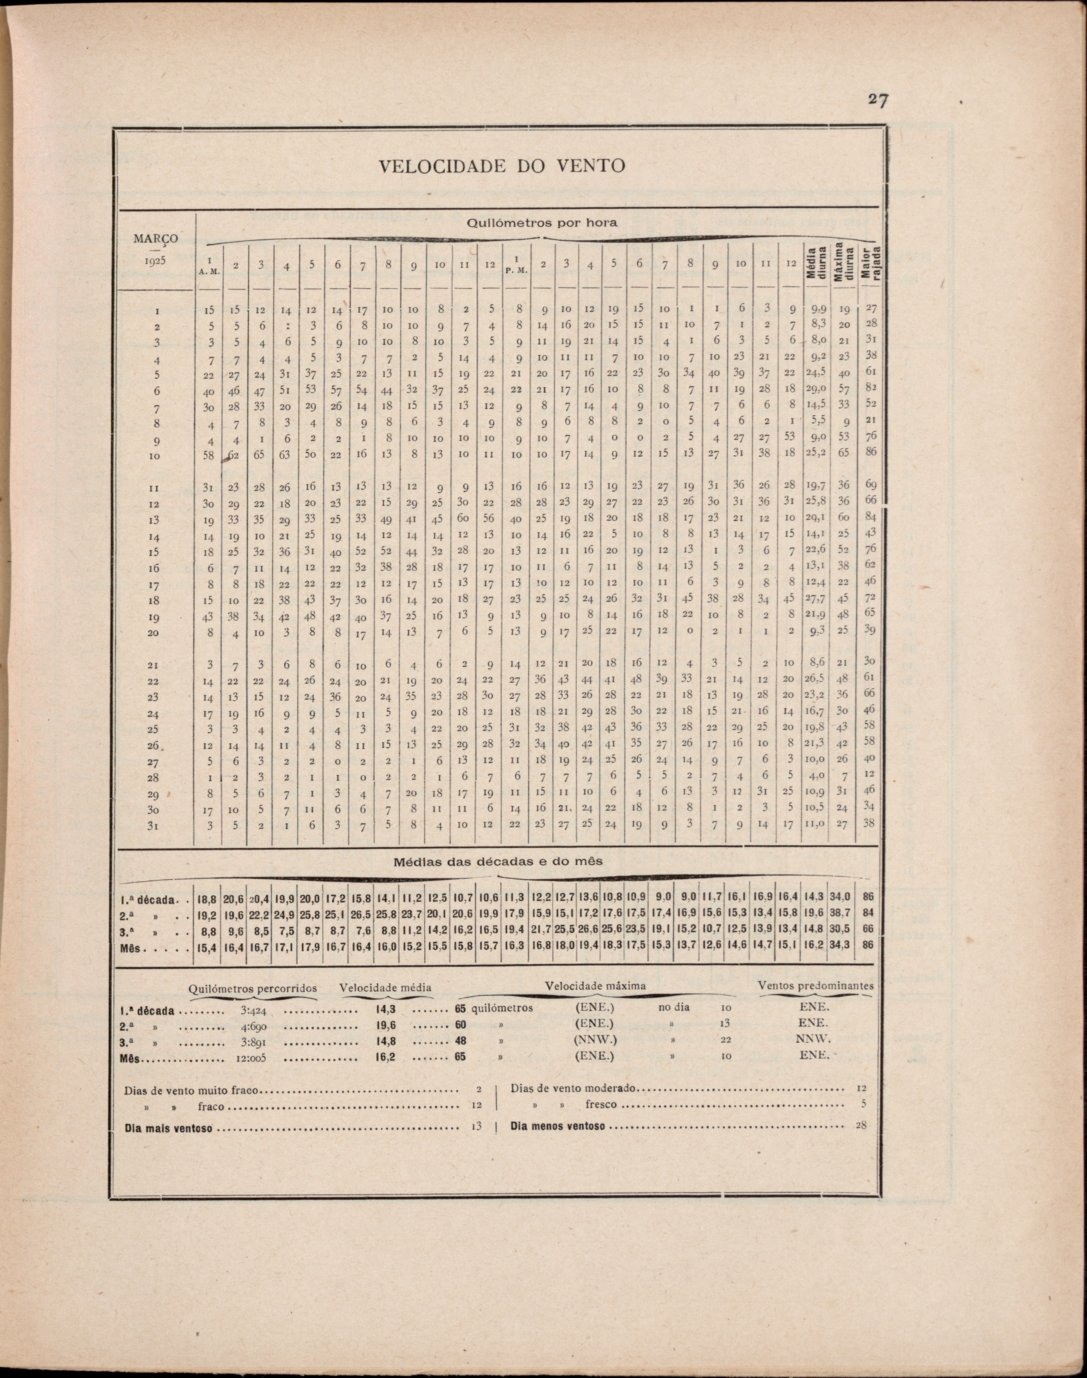 27
VELOCIDADE DO VENTO
MARÇO
1925
Quilómetros por hora
1 A. M. 2 3 4 5 6 7 8 9 10 11 12 1 P. M. 2 3 4 5 6 7 8 9 10 11 12 Média diurna Máxima diurna Maior rajada
1 15 15 12 14 12 14 17 10 10 8 2 5 8 9 10 12 19 15 10 1 1 6 3 9 9,9 19 27
2 5 5 6 : 3 6 8 10 10 9 7 4 8 14 16 20 15 15 11 10 7 1 2 7 8,3 20 28
3 3 5 4 6 5 9 10 10 8 10 3 5 9 11 19 21 14 15 4 1 6 3 5 6 8,0 21 31
4 7 7 4 4 5 3 7 7 2 5 14 4 9 10 11 11 7 10 10 7 10 23 21 22 9,2 23 38
5 22 27 24 31 37 25 22 13 11 15 19 22 21 20 17 16 22 23 30 34 40 39 37 22 24,5 40 61
6 40 46 47 51 53 57 54 44 32 37 25 24 22 21 17 16 10 8 8 7 11 19 28 18 29,0 57 82
7 30 28 33 20 29 26 14 18 15 15 13 12 9 8 7 14 4 9 10 7 7 6 6 8 14,5 33 52
8 4 7 8 3 4 8 9 8 6 3 4 9 8 9 6 8 8 2 0 5 4 6 2 1 5,5 9 21
9 4 4 1 6 2 2 1 8 10 10 10 10 9 10 7 4 0 0 2 5 4 27 27 53 9,0 53 76
10 58 62 65 63 50 22 16 13 8 13 10 11 10 10 17 14 9 12 15 13 27 31 38 18 25,2 65 86
11 31 23 28 26 16 13 13 13 12 9 9 13 16 16 12 13 19 23 27 19 31 36 26 28 19,7 36 69
12 30 29 22 18 20 23 22 15 29 25 30 22 28 28 23 29 27 22 23 26 30 31 36 31 25,8 36 66
13 19 33 35 29 33 25 33 49 41 45 60 56 40 25 19 18 20 18 18 17 23 21 12 10 29,1 60 84
14 14 19 10 21 25 19 14 12 14 14 12 13 10 14 16 22 5 10 8 8 13 14 17 15 14,1 25 43
15 18 25 32 36 31 40 52 52 44 32 28 20 13 12 11 16 20 19 12 13 1 3 6 7 22,6 52 76
16 6 7 11 14 12 22 32 38 28 18 17 17 10 11 6 7 11 8 14 13 5 2 2 4 13,1 38 62
17 8 8 18 22 22 22 12 12 17 15 13 17 13 10 12 10 12 10 11 6 3 9 8 8 12,4 22 46
18 15 10 22 38 43 37 30 16 14 20 18 27 23 25 25 24 26 32 31 45 38 28 34 45 27,7 45 72
19 43 38 34 42 48 42 40 37 25 16 13 9 13 9 10 8 14 16 18 22 10 8 2 8 21,9 48 65
20 8 4 10 3 8 8 17 14 13 7 6 5 13 9 17 25 22 17 12 0 2 1 1 2 9,3 25 39
21 3 7 3 6 8 6 10 6 4 6 2 9 14 12 21 20 18 16 12 4 3 5 2 10 8,6 21 30
22 14 22 22 24 26 24 20 21 19 20 24 22 27 36 43 44 41 48 39 33 21 14 12 20 26,5 48 61
23 14 13 15 12 24 36 20 24 35 23 28 30 27 28 33 26 28 22 21 18 13 19 28 20 23,2 36 66
24 17 19 16 9 9 5 11 5 9 20 18 12 18 18 21 29 28 30 22 18 15 21 16 14 16,7 30 46
25 3 3 4 2 4 4 3 3 4 22 20 25 31 32 38 42 43 36 33 28 22 29 25 20 19,8 43 58
26 12 14 14 11 4 8 11 15 13 25 29 28 32 34 40 42 41 35 27 26 17 16 10 8 21,3 42 58
27 5 6 3 2 2 0 2 2 1 6 13 12 11 18 19 24 25 26 24 14 9 7 6 3 10,0 26 40
28 1 2 3 2 1 1 0 2 2 1 6 7 6 7 7 7 6 5 5 2 7 4 6 5 4,0 7 12
29 8 5 6 7 1 3 4 7 20 18 17 19 11 15 11 10 6 4 6 13 3 12 31 25 10,9 31 46
30 17 10 5 7 11 6 6 7 8 11 11 6 14 16 21 24 22 18 12 8 1 2 3 5 10,5 24 34
31 3 5 2 1 6 3 7 5 8 4 10 12 22 23 27 25 24 19 9 3 7 9 14 17 11,0 27 38
Médias das décadas e do mês
1.ª década. . 18,8 20,6 20,4 19,9 20,0 17,2 15,8 14,1 11,2 12,5 10,7 10,6 11,3 12,2 12,7 13,6 10,8 10,9 9,0 9,0 11,7 16,1 16,9 16,4 14,3 34,0 86
2.ª » . . 19,2 19,6 22,2 24,9 25,8 25,1 26,5 25,8 23,7 20,1 20,6 19,9 17,9 15,9 15,1 17,2 17,6 17,5 17,4 16,9 15,6 15,3 13,4 15,8 19,6 38,7 84
3.ª » . . 8,8 9,6 8,5 7,5 8,7 8,7 7,6 8,8 11,2 14,2 16,2 16,5 19,4 21,7 25,5 26,6 25,6 23,5 19,1 15,2 10,7 12,5 13,9 13,4 14,8 30,5 66
Mês. . . . . 15,4 16,4 16,7 17,1 17,9 16,7 16,4 16,0 15,2 15,5 15,8 15,7 16,3 16,8 18,0 19,4 18,3 17,5 15,3 13,7 12,6 14,6 14,7 15,1 16,2 34,3 86
Quilómetros percorridos Velocidade média Velocidade máxima Ventos predominantes
1.ª década ......... 3:424 .............. 14,3 ....... 65 quilómetros (ENE.) no dia 10 ENE.
2.ª » ......... 4:690 .............. 19,6 ....... 60 » (ENE.) » 13 ENE.
3.ª » ......... 3:891 .............. 14,8 ....... 48 » (NNW.) » 22 NNW.
Mês................ 12:005 .............. 16,2 ....... 65 » (ENE.) » 10 ENE.
Dias de vento muito fraco.................................... 2 Dias de vento moderado..................................... 12
» » fraco.......................................... 12 » » fresco........................................ 5
Dia mais ventoso........................................... 13 Dia menos ventoso........................................... 28